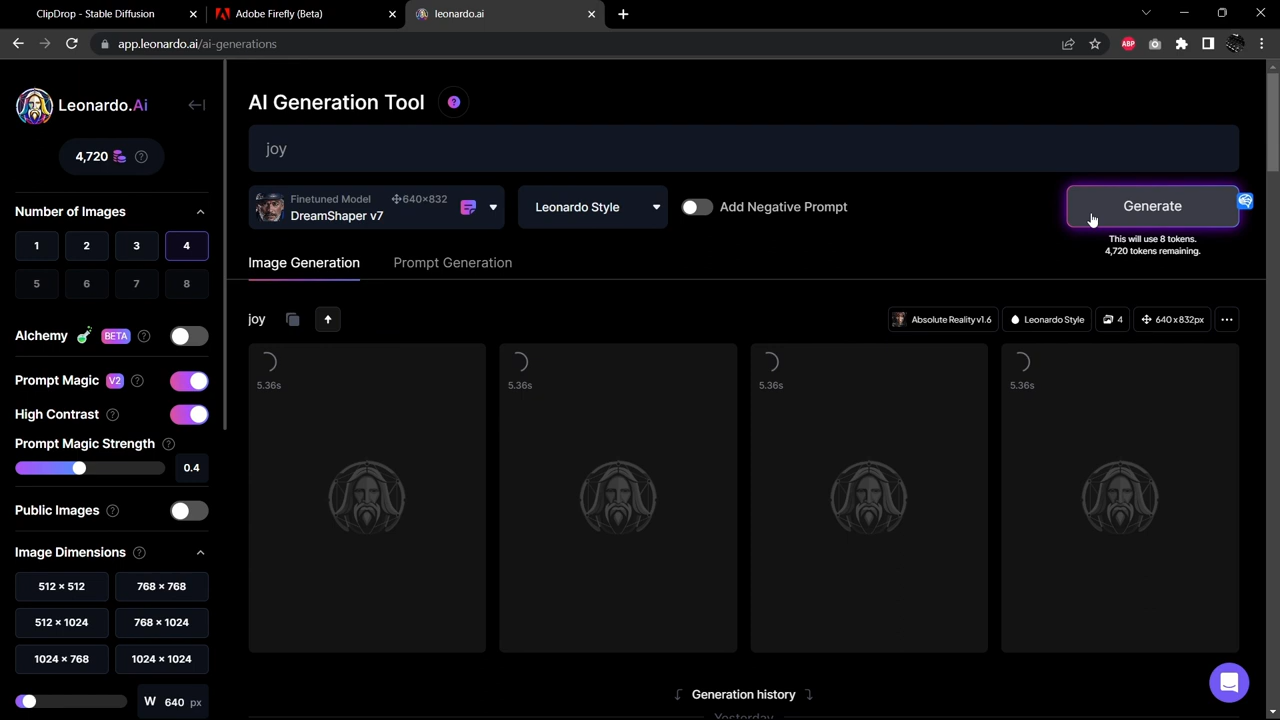 ClipDrop - Stable Diffusion
Adobe Firefly (Beta)
leonardo.ai
app.leonardo.ai/ai-generations
ABP
Leonardo.Ai
4,720
Number of Images
1 2 3 4
5 6 7 8
Alchemy BETA
Prompt Magic V2
High Contrast
Prompt Magic Strength
0.4
Public Images
Image Dimensions
512 × 512 768 × 768
512 × 1024 768 × 1024
1024 × 768 1024 × 1024
W 640 px
AI Generation Tool ?
joy
Finetuned Model 640×832
DreamShaper v7
Leonardo Style
Add Negative Prompt
Generate
This will use 8 tokens.
4,720 tokens remaining.
Image Generation Prompt Generation
joy
Absolute Reality v1.6 Leonardo Style 4 640 x 832px
5.36s 5.36s 5.36s 5.36s
Generation history
Yesterday